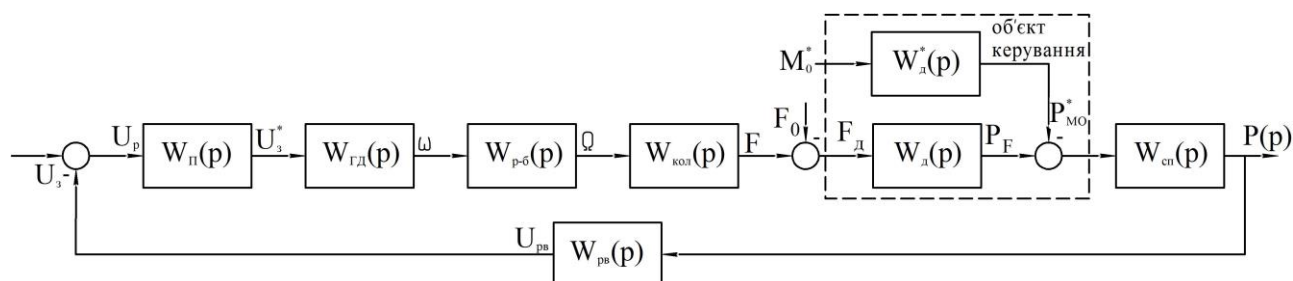 об'єкт
керування
M₀*
W*д(p)
P*МО
F₀
Uз
Uр
WП(p)
U*з
WГД(p)
ω
Wр-б(p)
Ω
Wкол(p)
F
FД
Wд(p)
PF
Wсп(p)
P(p)
Uрв
Wрв(p)